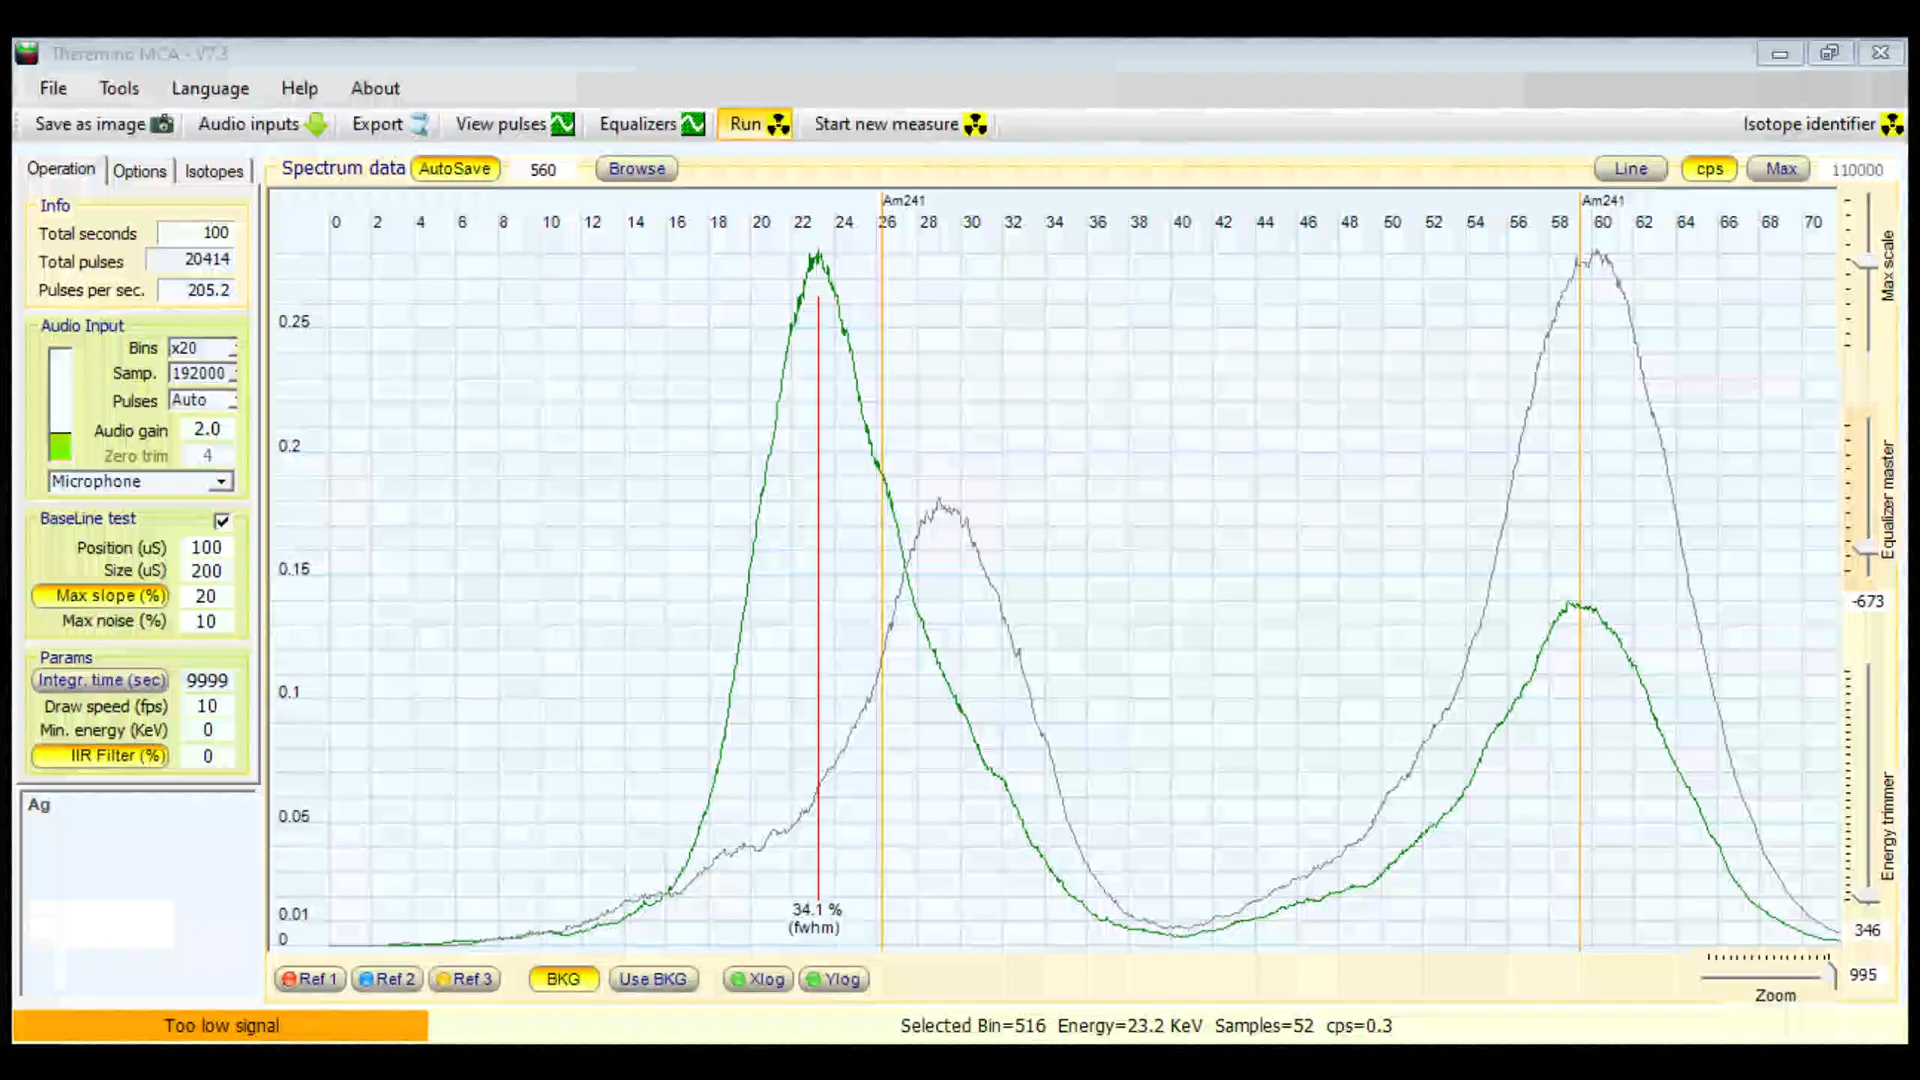 Theremino MCA - V7.3
File Tools Language Help About
Save as image Audio inputs Export View pulses Equalizers Run Start new measure Isotope identifier
Operation Options Isotopes
Spectrum data AutoSave 560 Browse Line cps Max 110000
Info
Total seconds 100
Total pulses 20414
Pulses per sec. 205.2
Audio Input
Bins x20
Samp. 192000
Pulses Auto
Audio gain 2.0
Zero trim 4
Microphone
BaseLine test
Position (uS) 100
Size (uS) 200
Max slope (%) 20
Max noise (%) 10
Params
Integr. time (sec) 9999
Draw speed (fps) 10
Min. energy (KeV) 0
IIR Filter (%) 0
Ag
Am241 Am241
0 2 4 6 8 10 12 14 16 18 20 22 24 26 28 30 32 34 36 38 40 42 44 46 48 50 52 54 56 58 60 62 64 66 68 70
0.25
0.2
0.15
0.1
0.05
0.01
0
34.1 %
(fwhm)
Max scale
Equalizer master
-673
Energy trimmer
346
Ref 1 Ref 2 Ref 3 BKG Use BKG Xlog Ylog
995
Zoom
Too low signal
Selected Bin=516 Energy=23.2 KeV Samples=52 cps=0.3